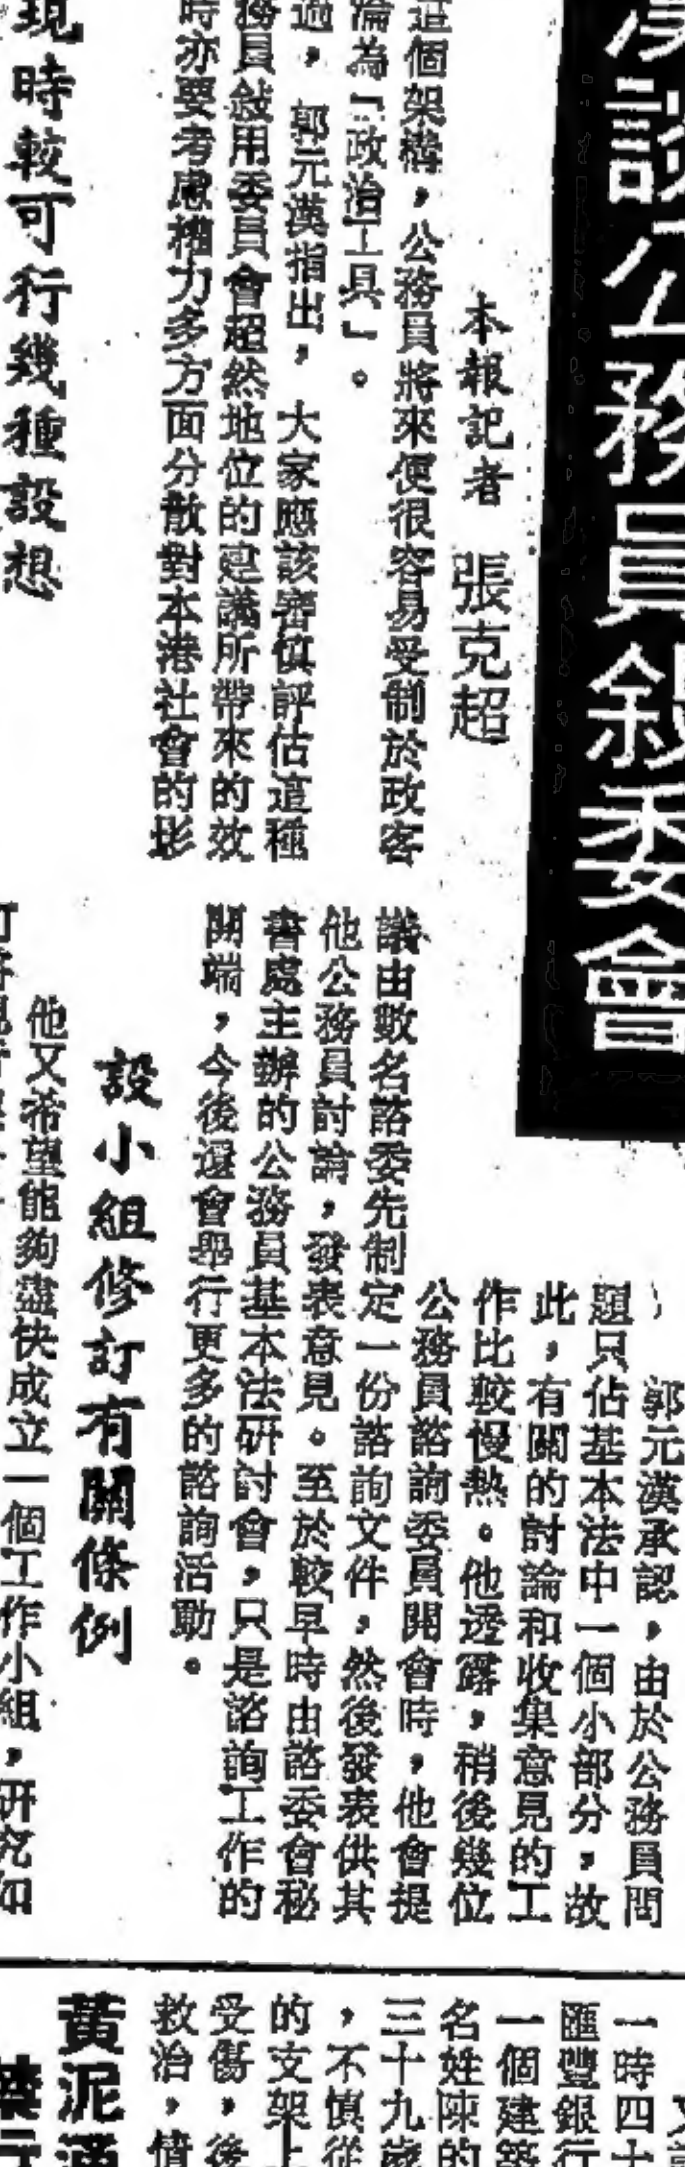 談公務員敍委會
本報記者 張克超
這個架構，公務員將來便很容易受制於政客
淪為「政治工具」。
過，郭元漢指出，大家應該審慎評估這種
務員敍用委員會超然地位的建議所帶來的效
時亦要考慮權力多方面分散對本港社會的影
現時較可行幾種設想
郭元漢承認，由於公務員問
題只佔基本法中一個小部分，故
此，有關的討論和收集意見的工
作比較慢熱。他透露，稍後幾位
公務員諮詢委員開會時，他會提
議由數名諮委先制定一份諮詢文件，然後發表供其
他公務員討論，發表意見。至於較早時由諮委會秘
書處主辦的公務員基本法研討會，只是諮詢工作的
開端，今後還會舉行更多的諮詢活動。
設小組修訂有關條例
他又希望能夠盡快成立一個工作小組，研究如
一時四十
匯豐銀行
一個建築
名姓陳的
三十九歲
，不慎從
的支架上
受傷，後
救治，情
黃泥涌